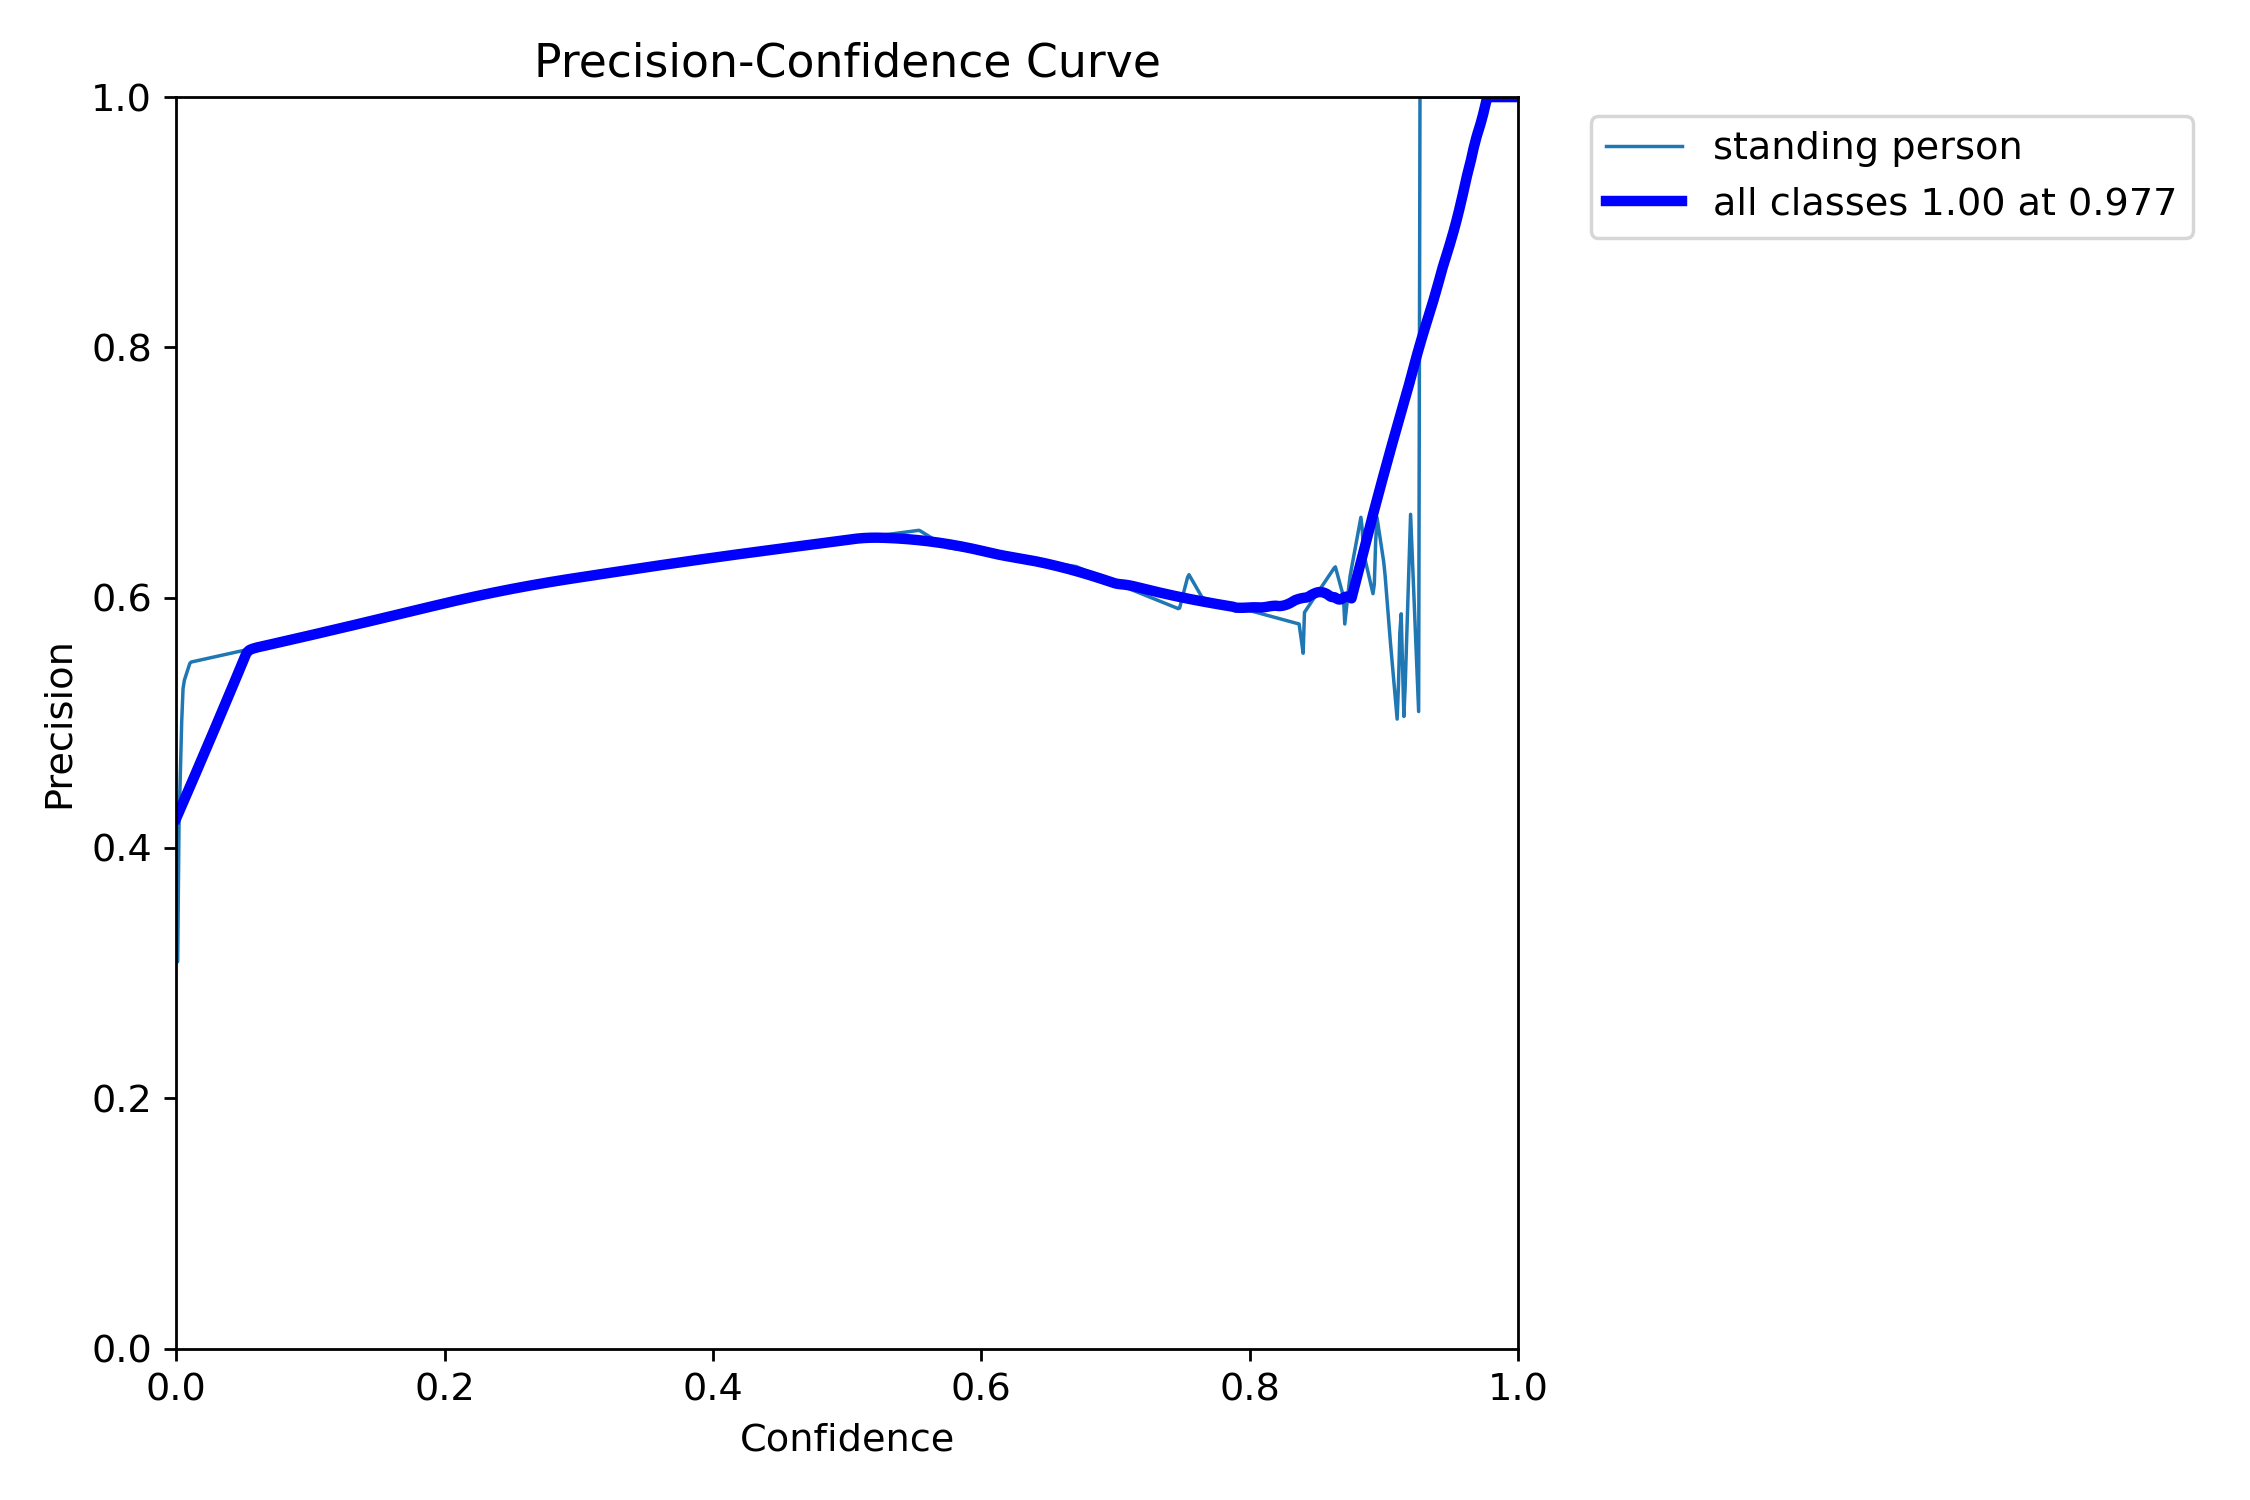 Precision-Confidence Curve
1.0
0.8
0.6
0.4
0.2
0.0
Precision
0.0 0.2 0.4 0.6 0.8 1.0
Confidence
standing person
all classes 1.00 at 0.977